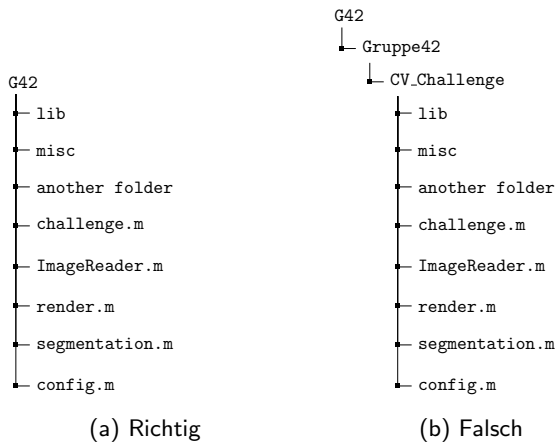 G42
lib
misc
another folder
challenge.m
ImageReader.m
render.m
segmentation.m
config.m
(a) Richtig
G42
Gruppe42
CV_Challenge
lib
misc
another folder
challenge.m
ImageReader.m
render.m
segmentation.m
config.m
(b) Falsch